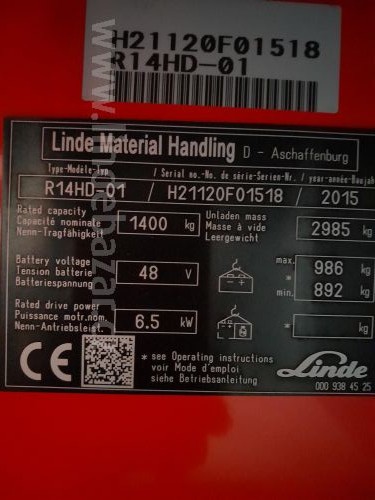 H21120F01518
R14HD-01
Linde Material Handling D - Aschaffenburg
Type-Modèle-Typ / Serial no.-No. de série-Serien-Nr. / year-année-Baujahr
R14HD-01 / H21120F01518 / 2015
Rated capacity
Capacité nominale
Nenn-Tragfähigkeit
1400 kg
Unladen mass
Masse à vide
Leergewicht
2985 kg
Battery voltage
Tension batterie
Batteriespannung
48 V
- +
max. 986 kg
*
min. 892 kg
Rated drive power
Puissance motor nom.
Nenn-Antriebsleist.
6.5 kW
* kg
CE
* see Operating instructions
voir Mode d'emploi
siehe Betriebsanleitung
Linde
000 938 45 25